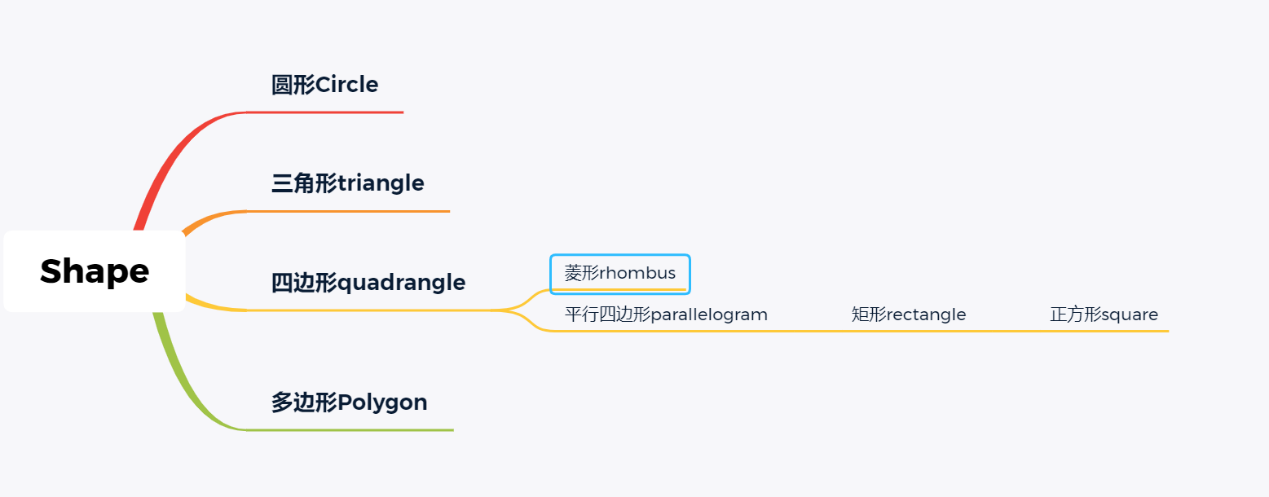 圆形Circle
三角形triangle
Shape
四边形quadrangle
菱形rhombus
平行四边形parallelogram 矩形rectangle 正方形square
多边形Polygon